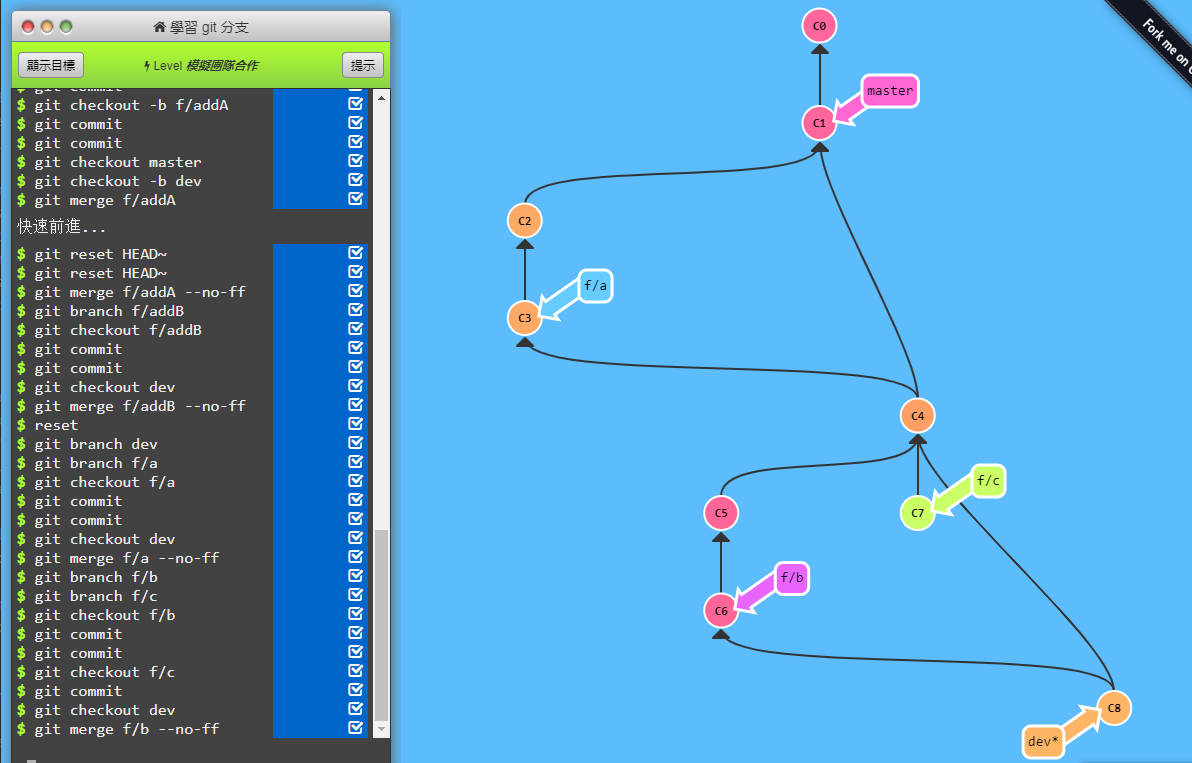 學習 git 分支
顯示目標
Level 模擬團隊合作
提示
$ git commit
$ git checkout -b f/addA
$ git commit
$ git commit
$ git checkout master
$ git checkout -b dev
$ git merge f/addA
快速前進...
$ git reset HEAD~
$ git reset HEAD~
$ git merge f/addA --no-ff
$ git branch f/addB
$ git checkout f/addB
$ git commit
$ git commit
$ git checkout dev
$ git merge f/addB --no-ff
$ reset
$ git branch dev
$ git branch f/a
$ git checkout f/a
$ git commit
$ git commit
$ git checkout dev
$ git merge f/a --no-ff
$ git branch f/b
$ git branch f/c
$ git checkout f/b
$ git commit
$ git commit
$ git checkout f/c
$ git commit
$ git checkout dev
$ git merge f/b --no-ff
C0
master
C1
C2
f/a
C3
C4
f/c
C5
C7
f/b
C6
C8
dev*
Fork me on